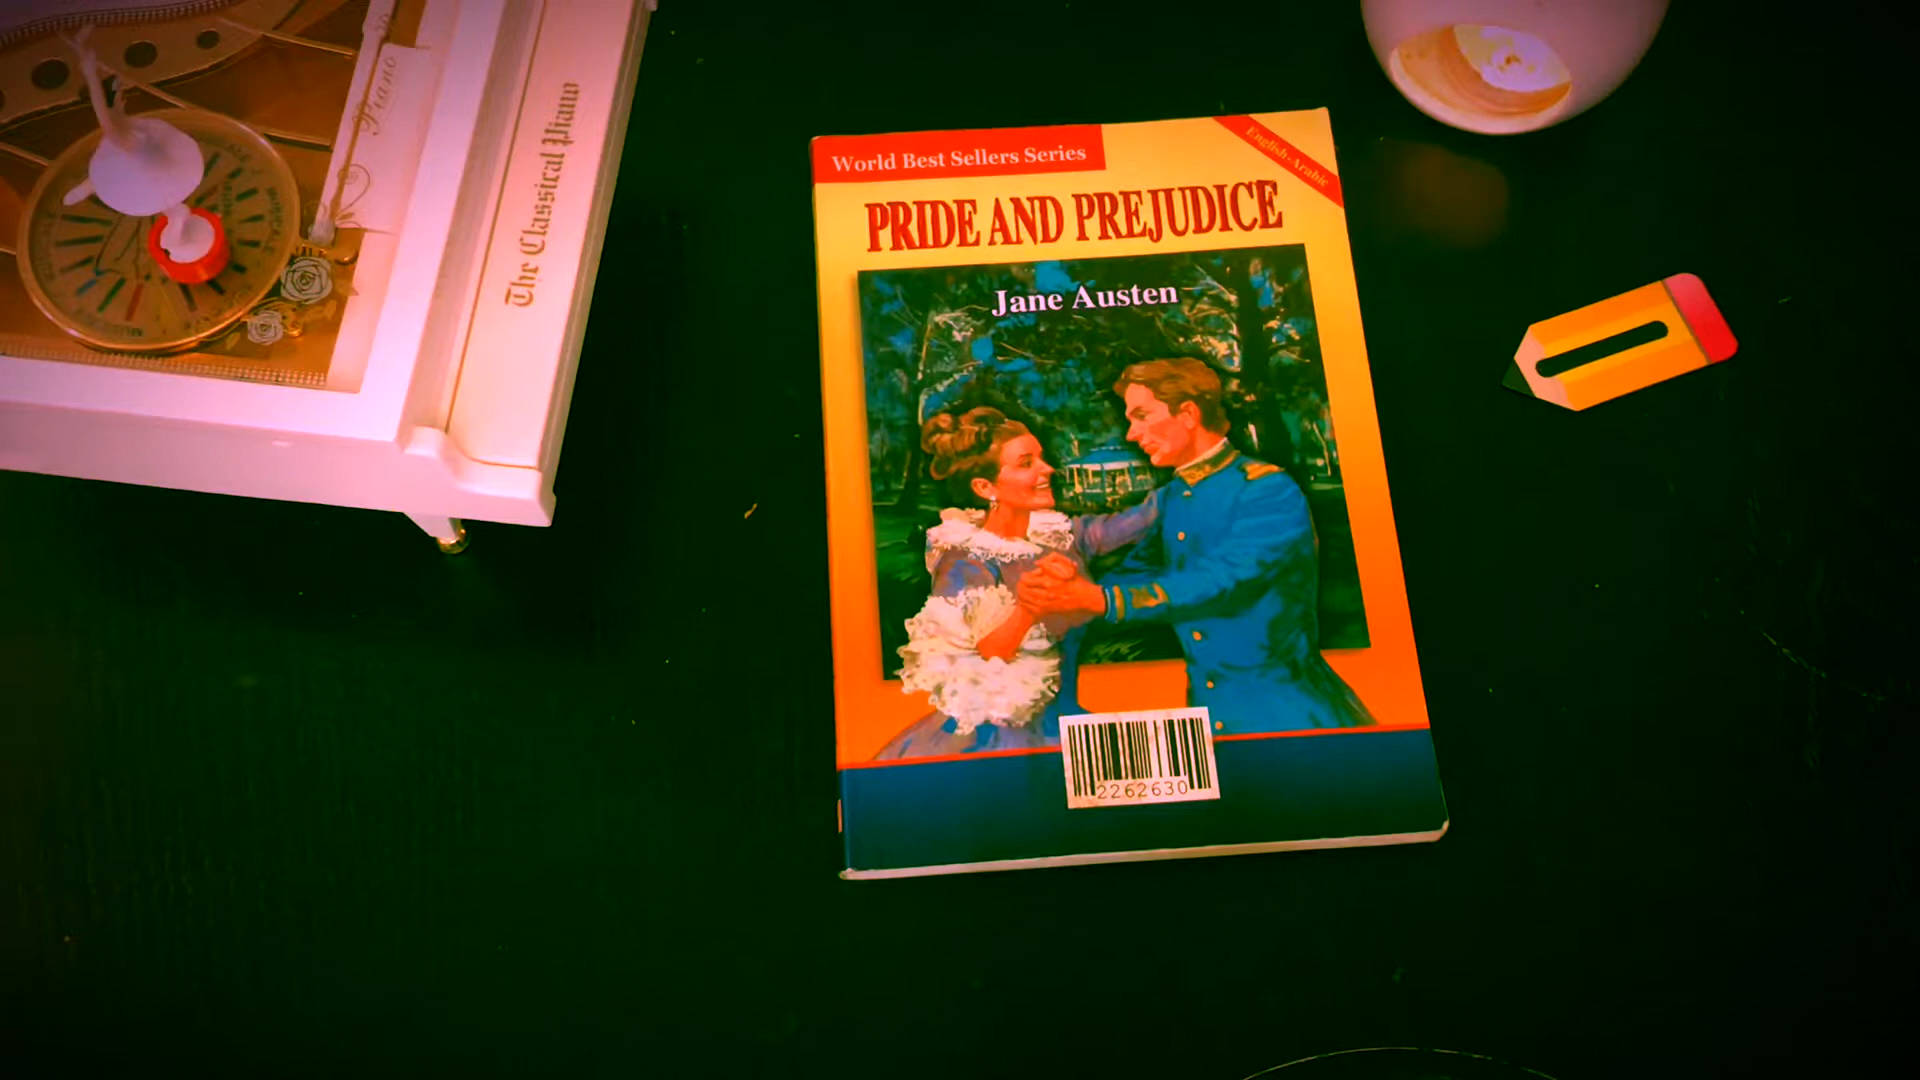 The Classical Piano
Piano
World Best Sellers Series
English-Arabic
PRIDE AND PREJUDICE
Jane Austen
2262630